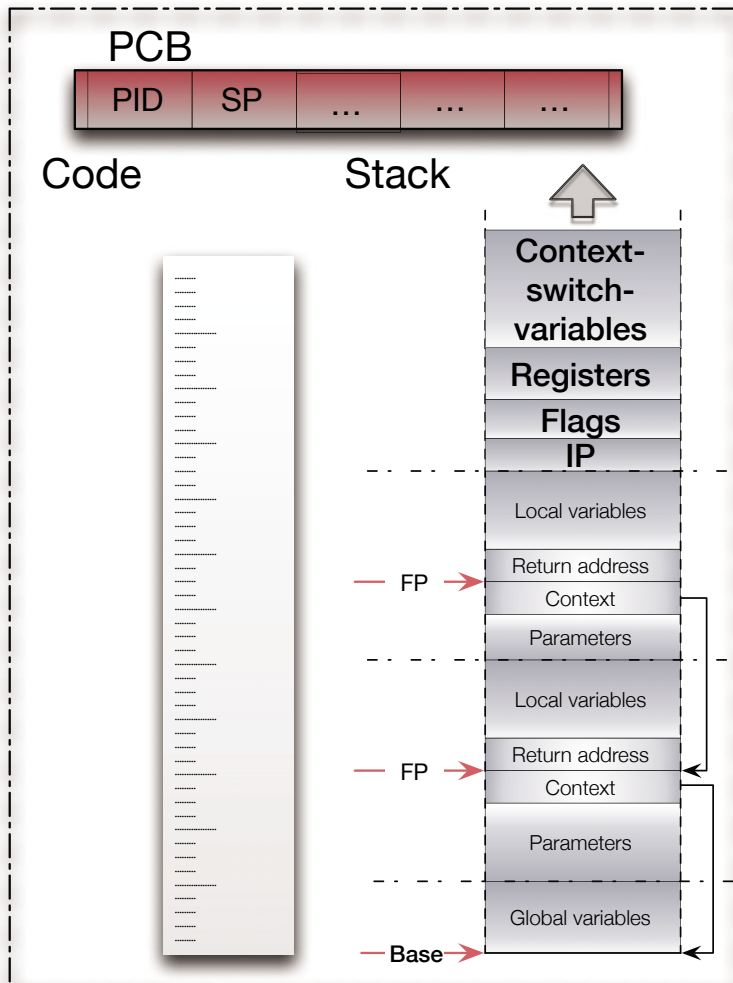 PCB
PID SP ... ... ...
Code Stack
Context-
switch-
variables
Registers
Flags
IP
Local variables
Return address
FP
Context
Parameters
Local variables
Return address
FP
Context
Parameters
Global variables
Base